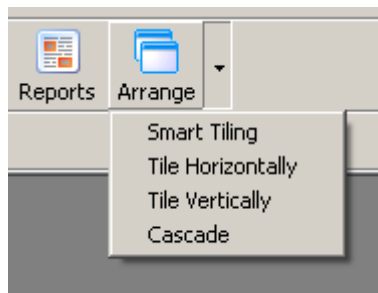 Reports Arrange
Smart Tiling
Tile Horizontally
Tile Vertically
Cascade